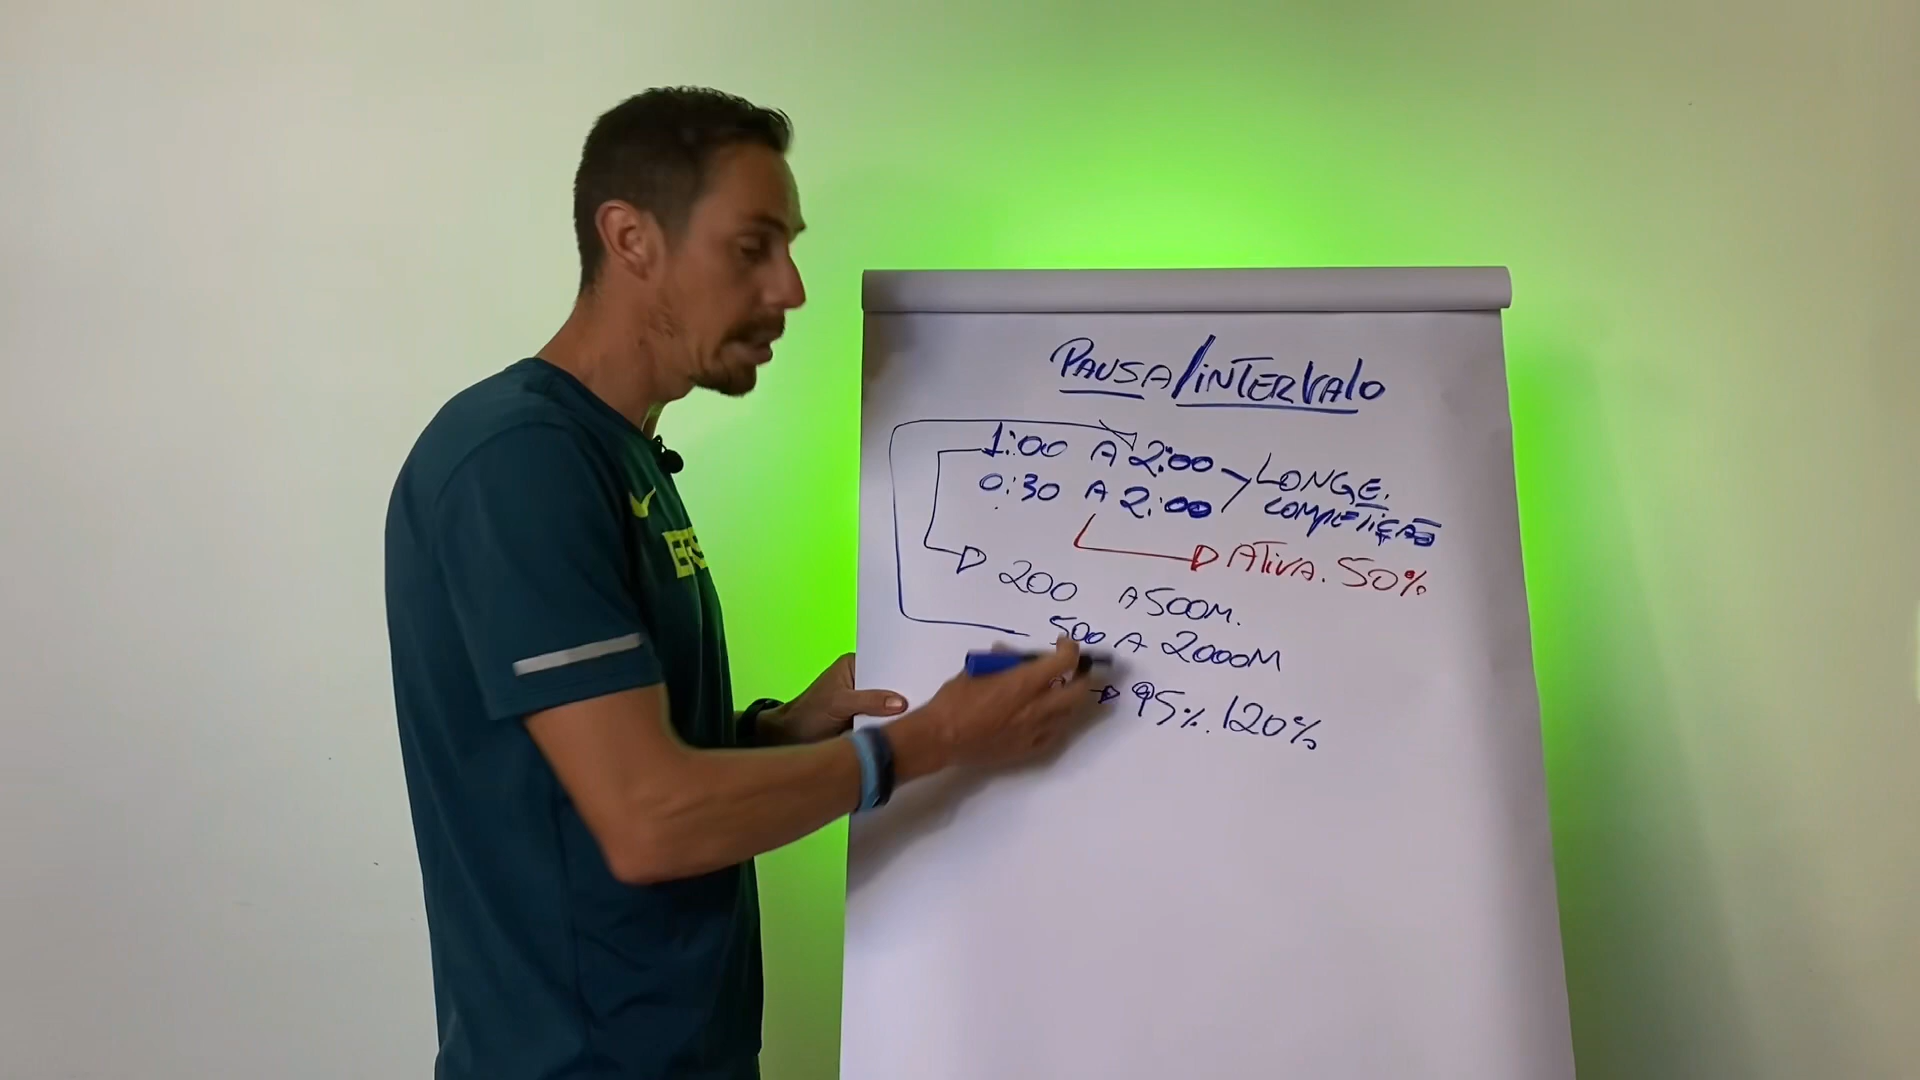 PAUSA/INTERVALO
1:00 A 2:00
LONGE.
0:30 A 2:00
COMPETIÇÃO
ATIVA. 50%
200 A 500M.
500 A 2000M
95%. 120%